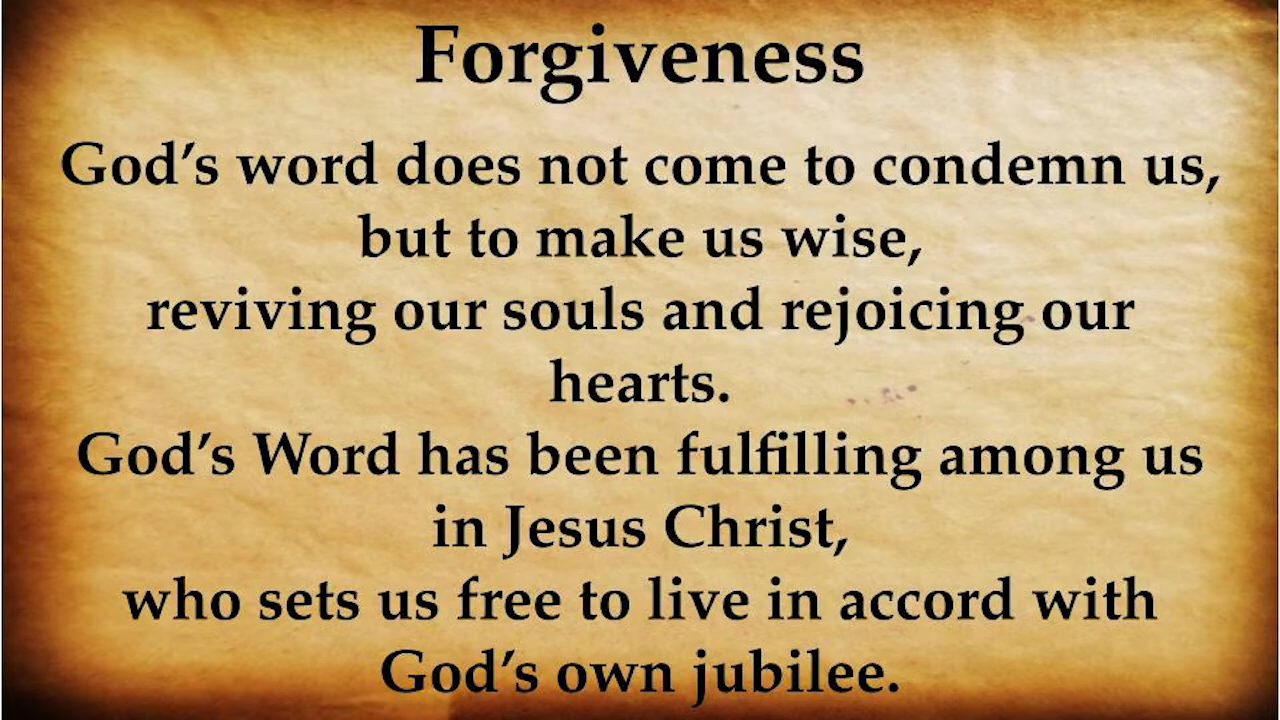 Forgiveness
God’s word does not come to condemn us,
but to make us wise,
reviving our souls and rejoicing our
hearts.
God’s Word has been fulfilling among us
in Jesus Christ,
who sets us free to live in accord with
God’s own jubilee.